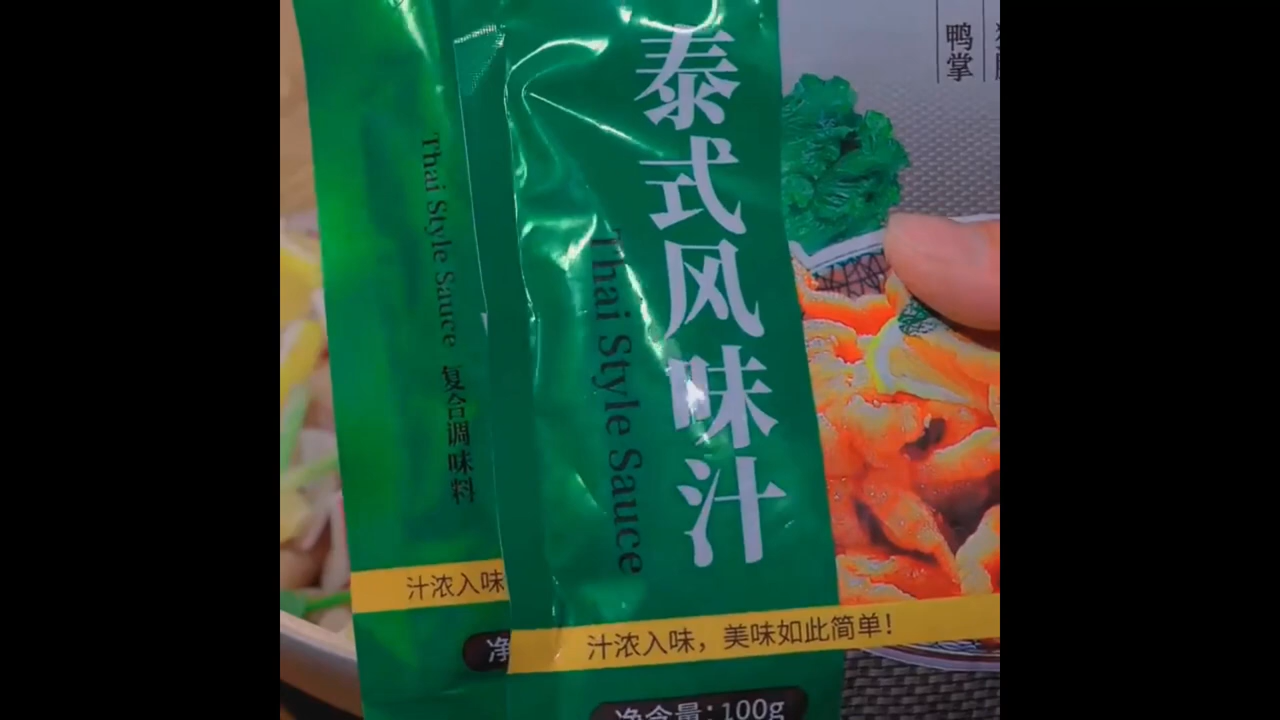 泰式风味汁
Thai Style Sauce
汁浓入味，美味如此简单！
净含量：100g
鸭掌
Thai Style Sauce 复合调味料
汁浓入味
净